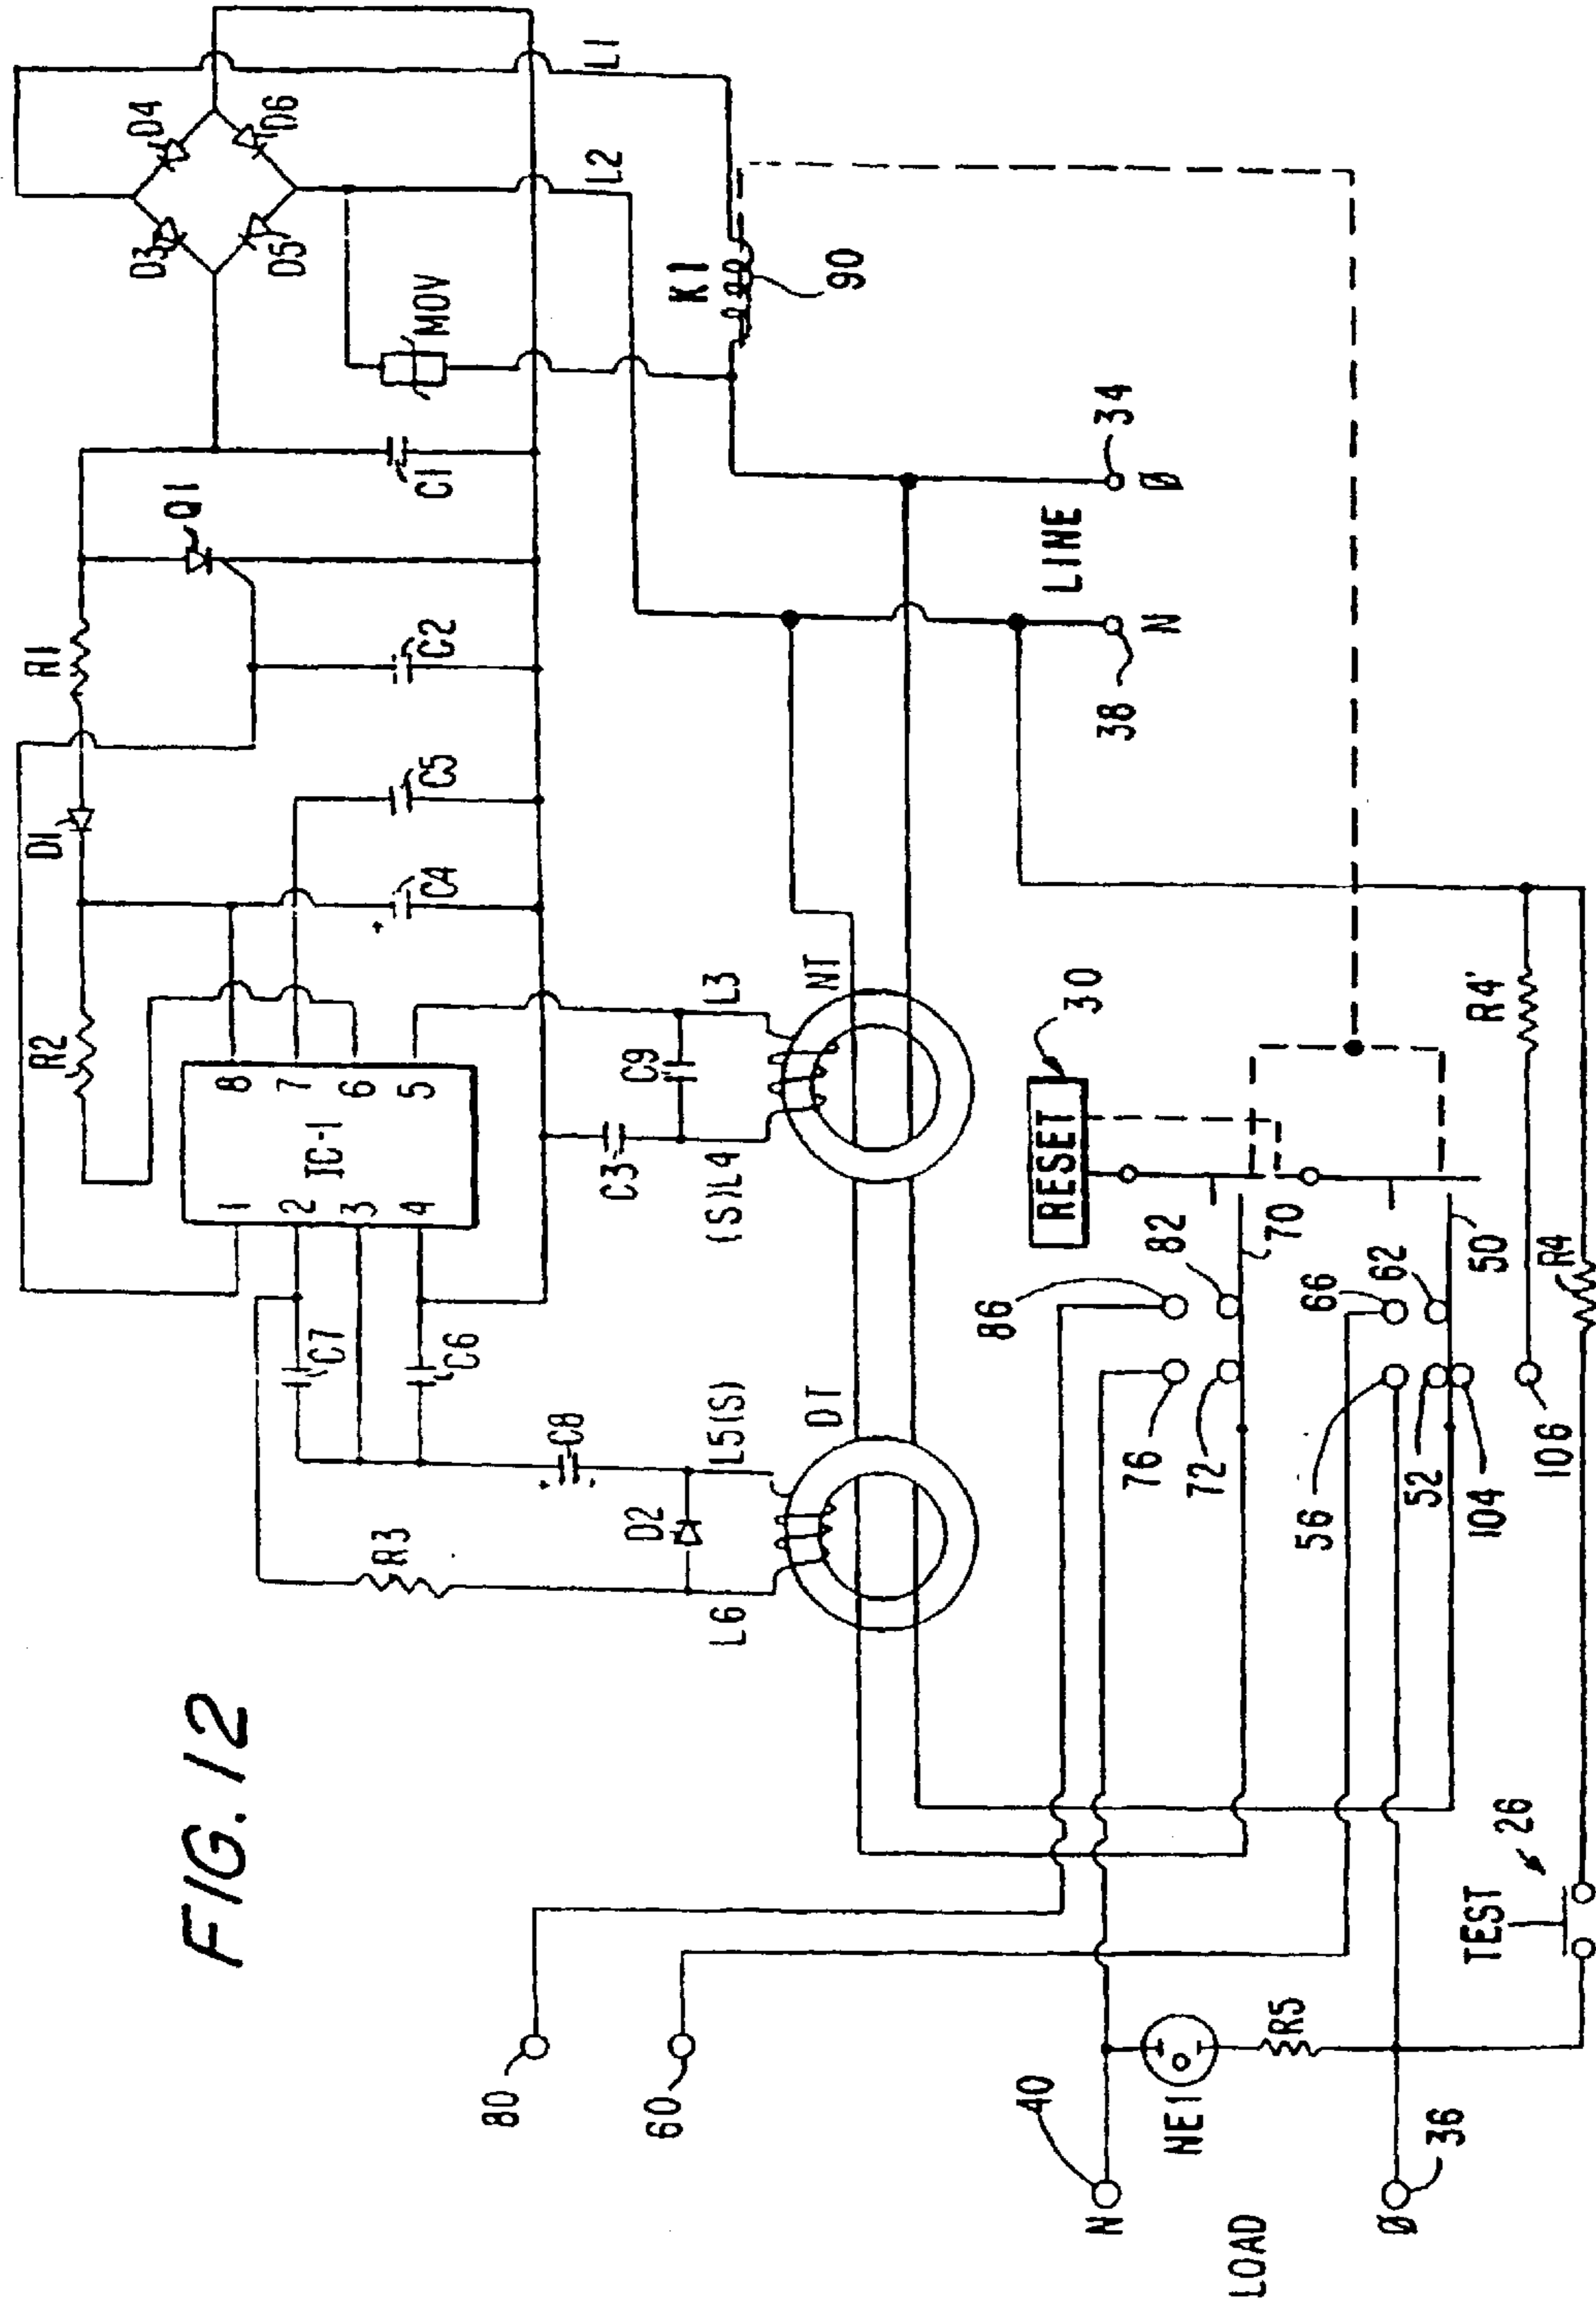 FIG. 12
D4
D6
D3
D5
L1
L2
MOV
K1
90
C1
Q1
R1
C2
D1
C5
C4
R2
IC-1
8
7
6
5
1
2
3
4
C7
C6
C8
R3
D2
L5(S)
L6
DT
C3
C9
L3
(S)L4
NT
LINE
34
Ø
38
N
30
RESET
86
82
70
76
72
66
62
50
56
52
104
106
R4'
R4
TEST
26
80
60
40
N
NE1
R5
LOAD
Ø
36